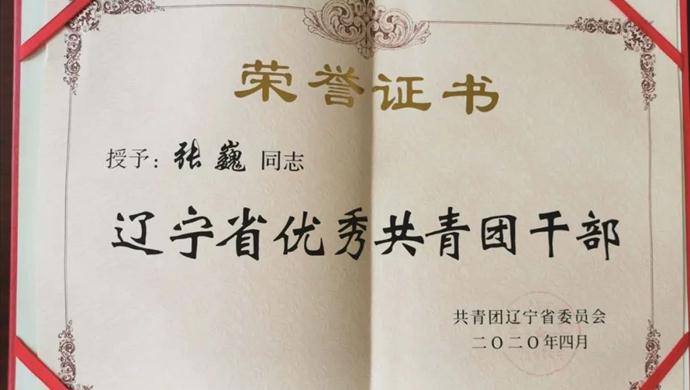 荣誉证书
授予：张巍 同志
辽宁省优秀共青团干部
共青团辽宁省委员会
二〇二〇年四月